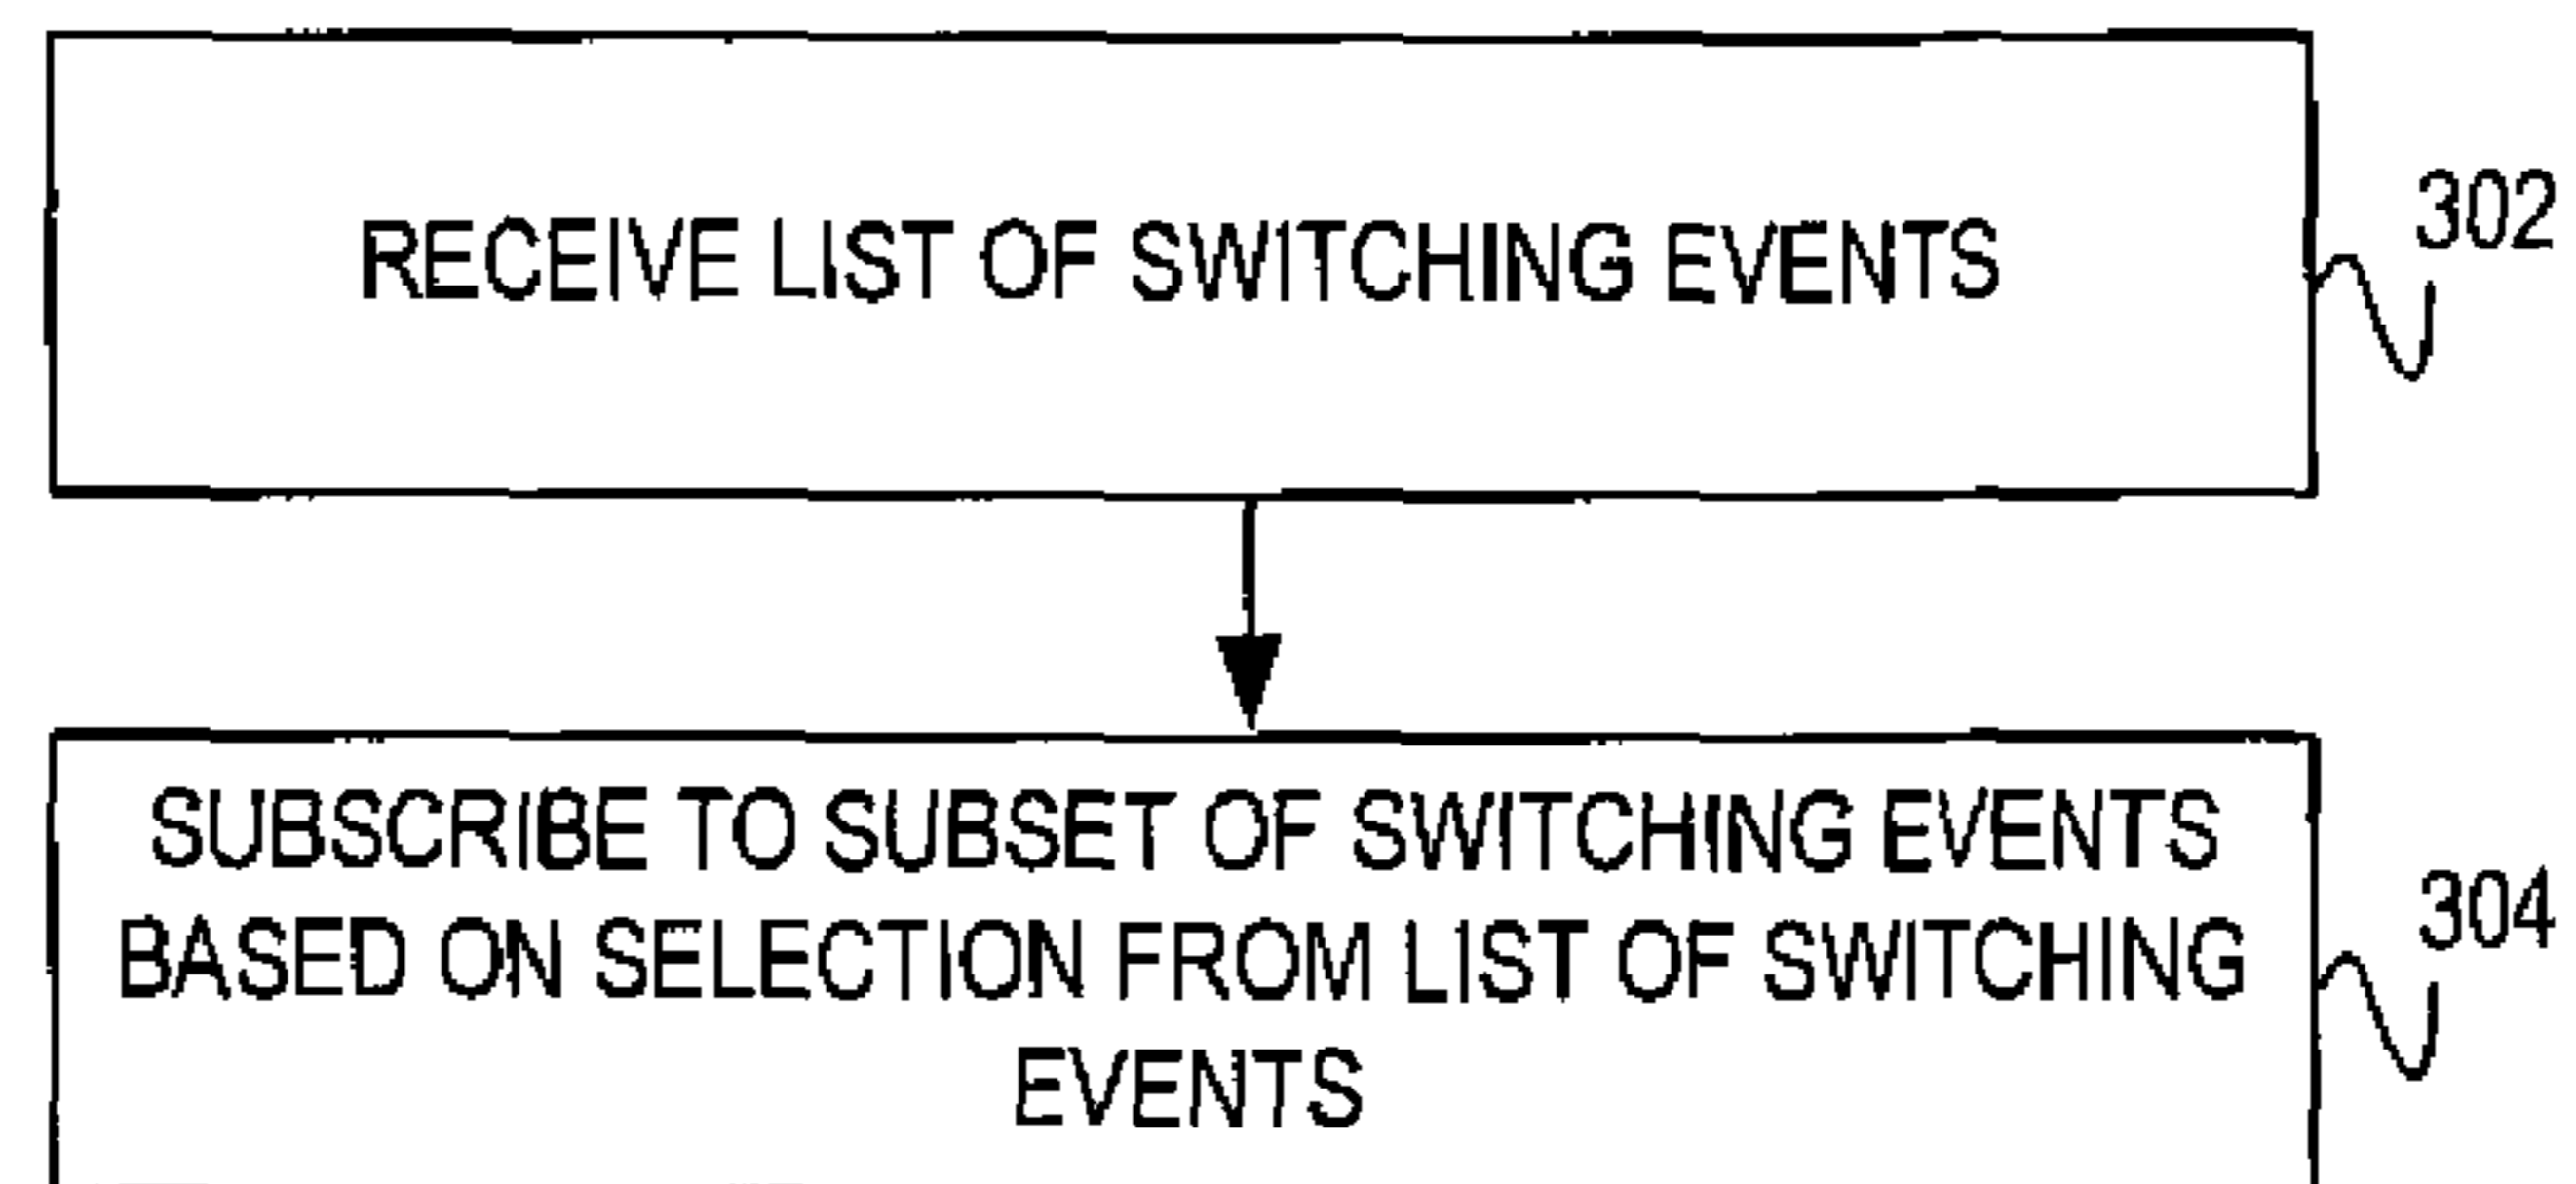 RECEIVE LIST OF SWITCHING EVENTS
302
SUBSCRIBE TO SUBSET OF SWITCHING EVENTS
BASED ON SELECTION FROM LIST OF SWITCHING
EVENTS
304